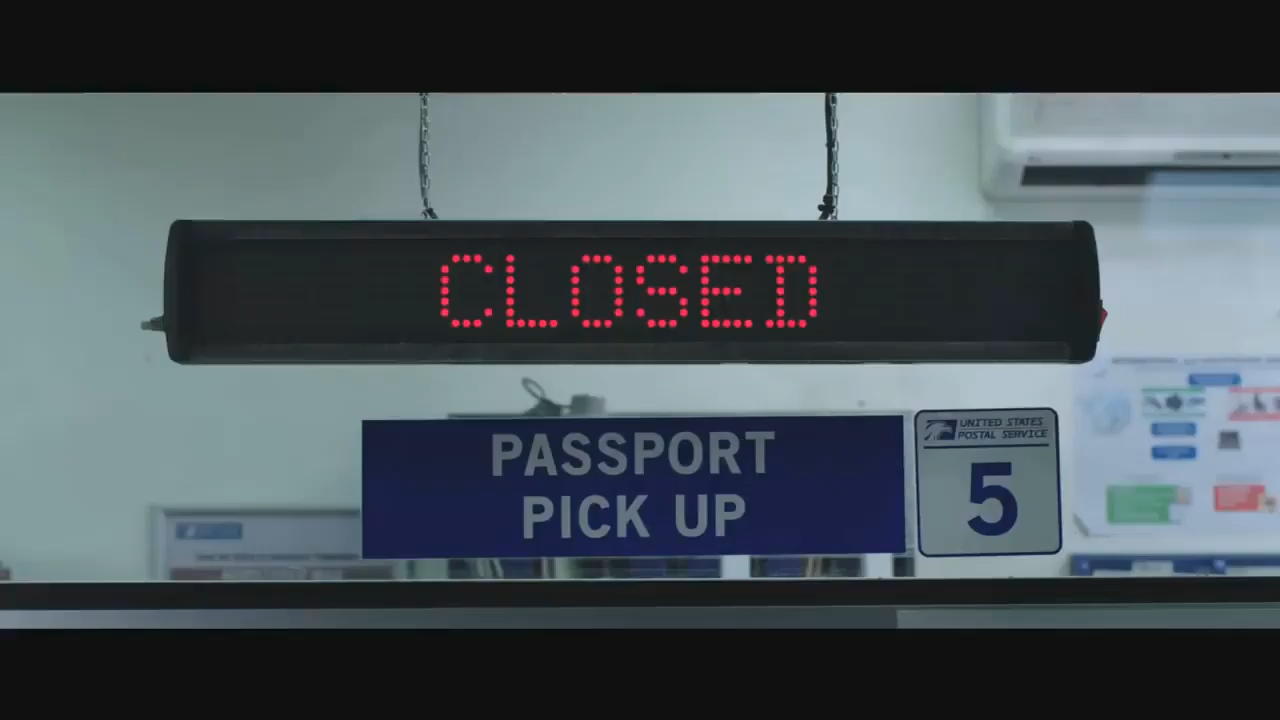 CLOSED
PASSPORT
PICK UP
UNITED STATES
POSTAL SERVICE
5